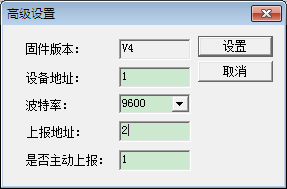 高级设置
固件版本： V4 设置
设备地址： 1 取消
波特率： 9600
上报地址： 2
是否主动上报： 1